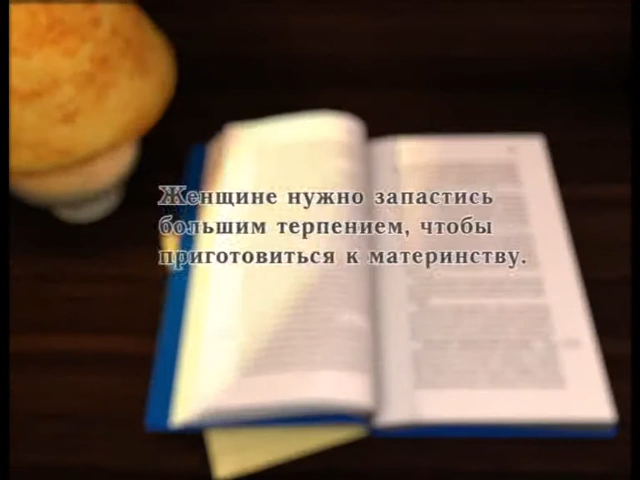 Женщине нужно запастись
большим терпением, чтобы
приготовиться к материнству.